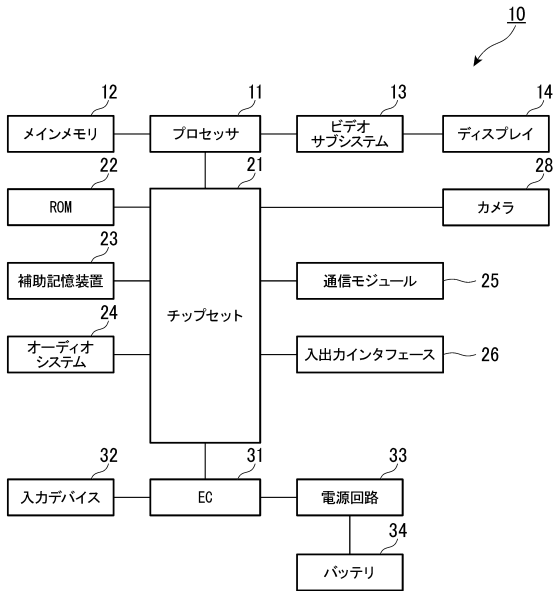 10
12
11
13
14
メインメモリ
プロセッサ
ビデオ
サブシステム
ディスプレイ
22
21
28
ROM
カメラ
23
補助記憶装置
チップセット
通信モジュール
25
24
オーディオ
システム
入出力インタフェース
26
32
31
33
入力デバイス
EC
電源回路
34
バッテリ